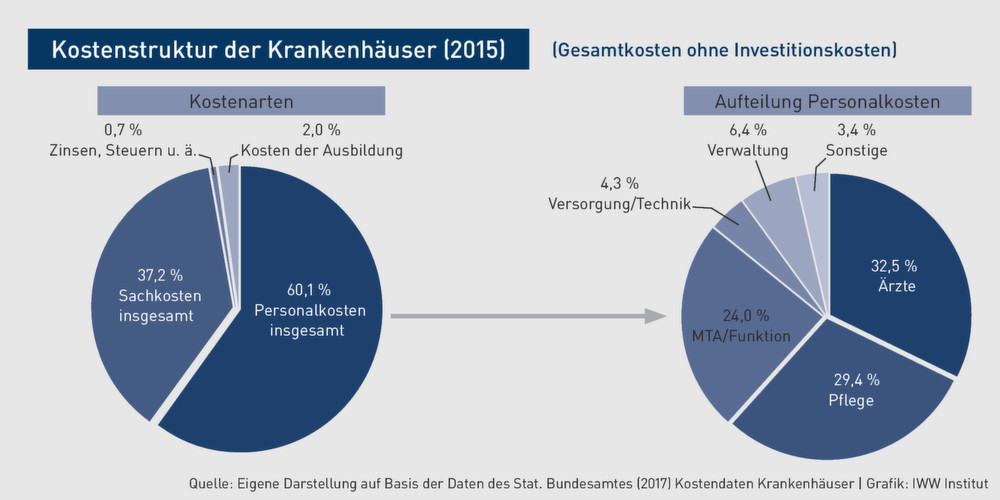 Kostenstruktur der Krankenhäuser (2015)
(Gesamtkosten ohne Investitionskosten)
Kostenarten
0,7 %
Zinsen, Steuern u. ä.
2,0 %
Kosten der Ausbildung
37,2 %
Sachkosten
insgesamt
60,1 %
Personalkosten
insgesamt
Aufteilung Personalkosten
6,4 %
Verwaltung
3,4 %
Sonstige
4,3 %
Versorgung/Technik
32,5 %
Ärzte
24,0 %
MTA/Funktion
29,4 %
Pflege
Quelle: Eigene Darstellung auf Basis der Daten des Stat. Bundesamtes (2017) Kostendaten Krankenhäuser | Grafik: IWW Institut